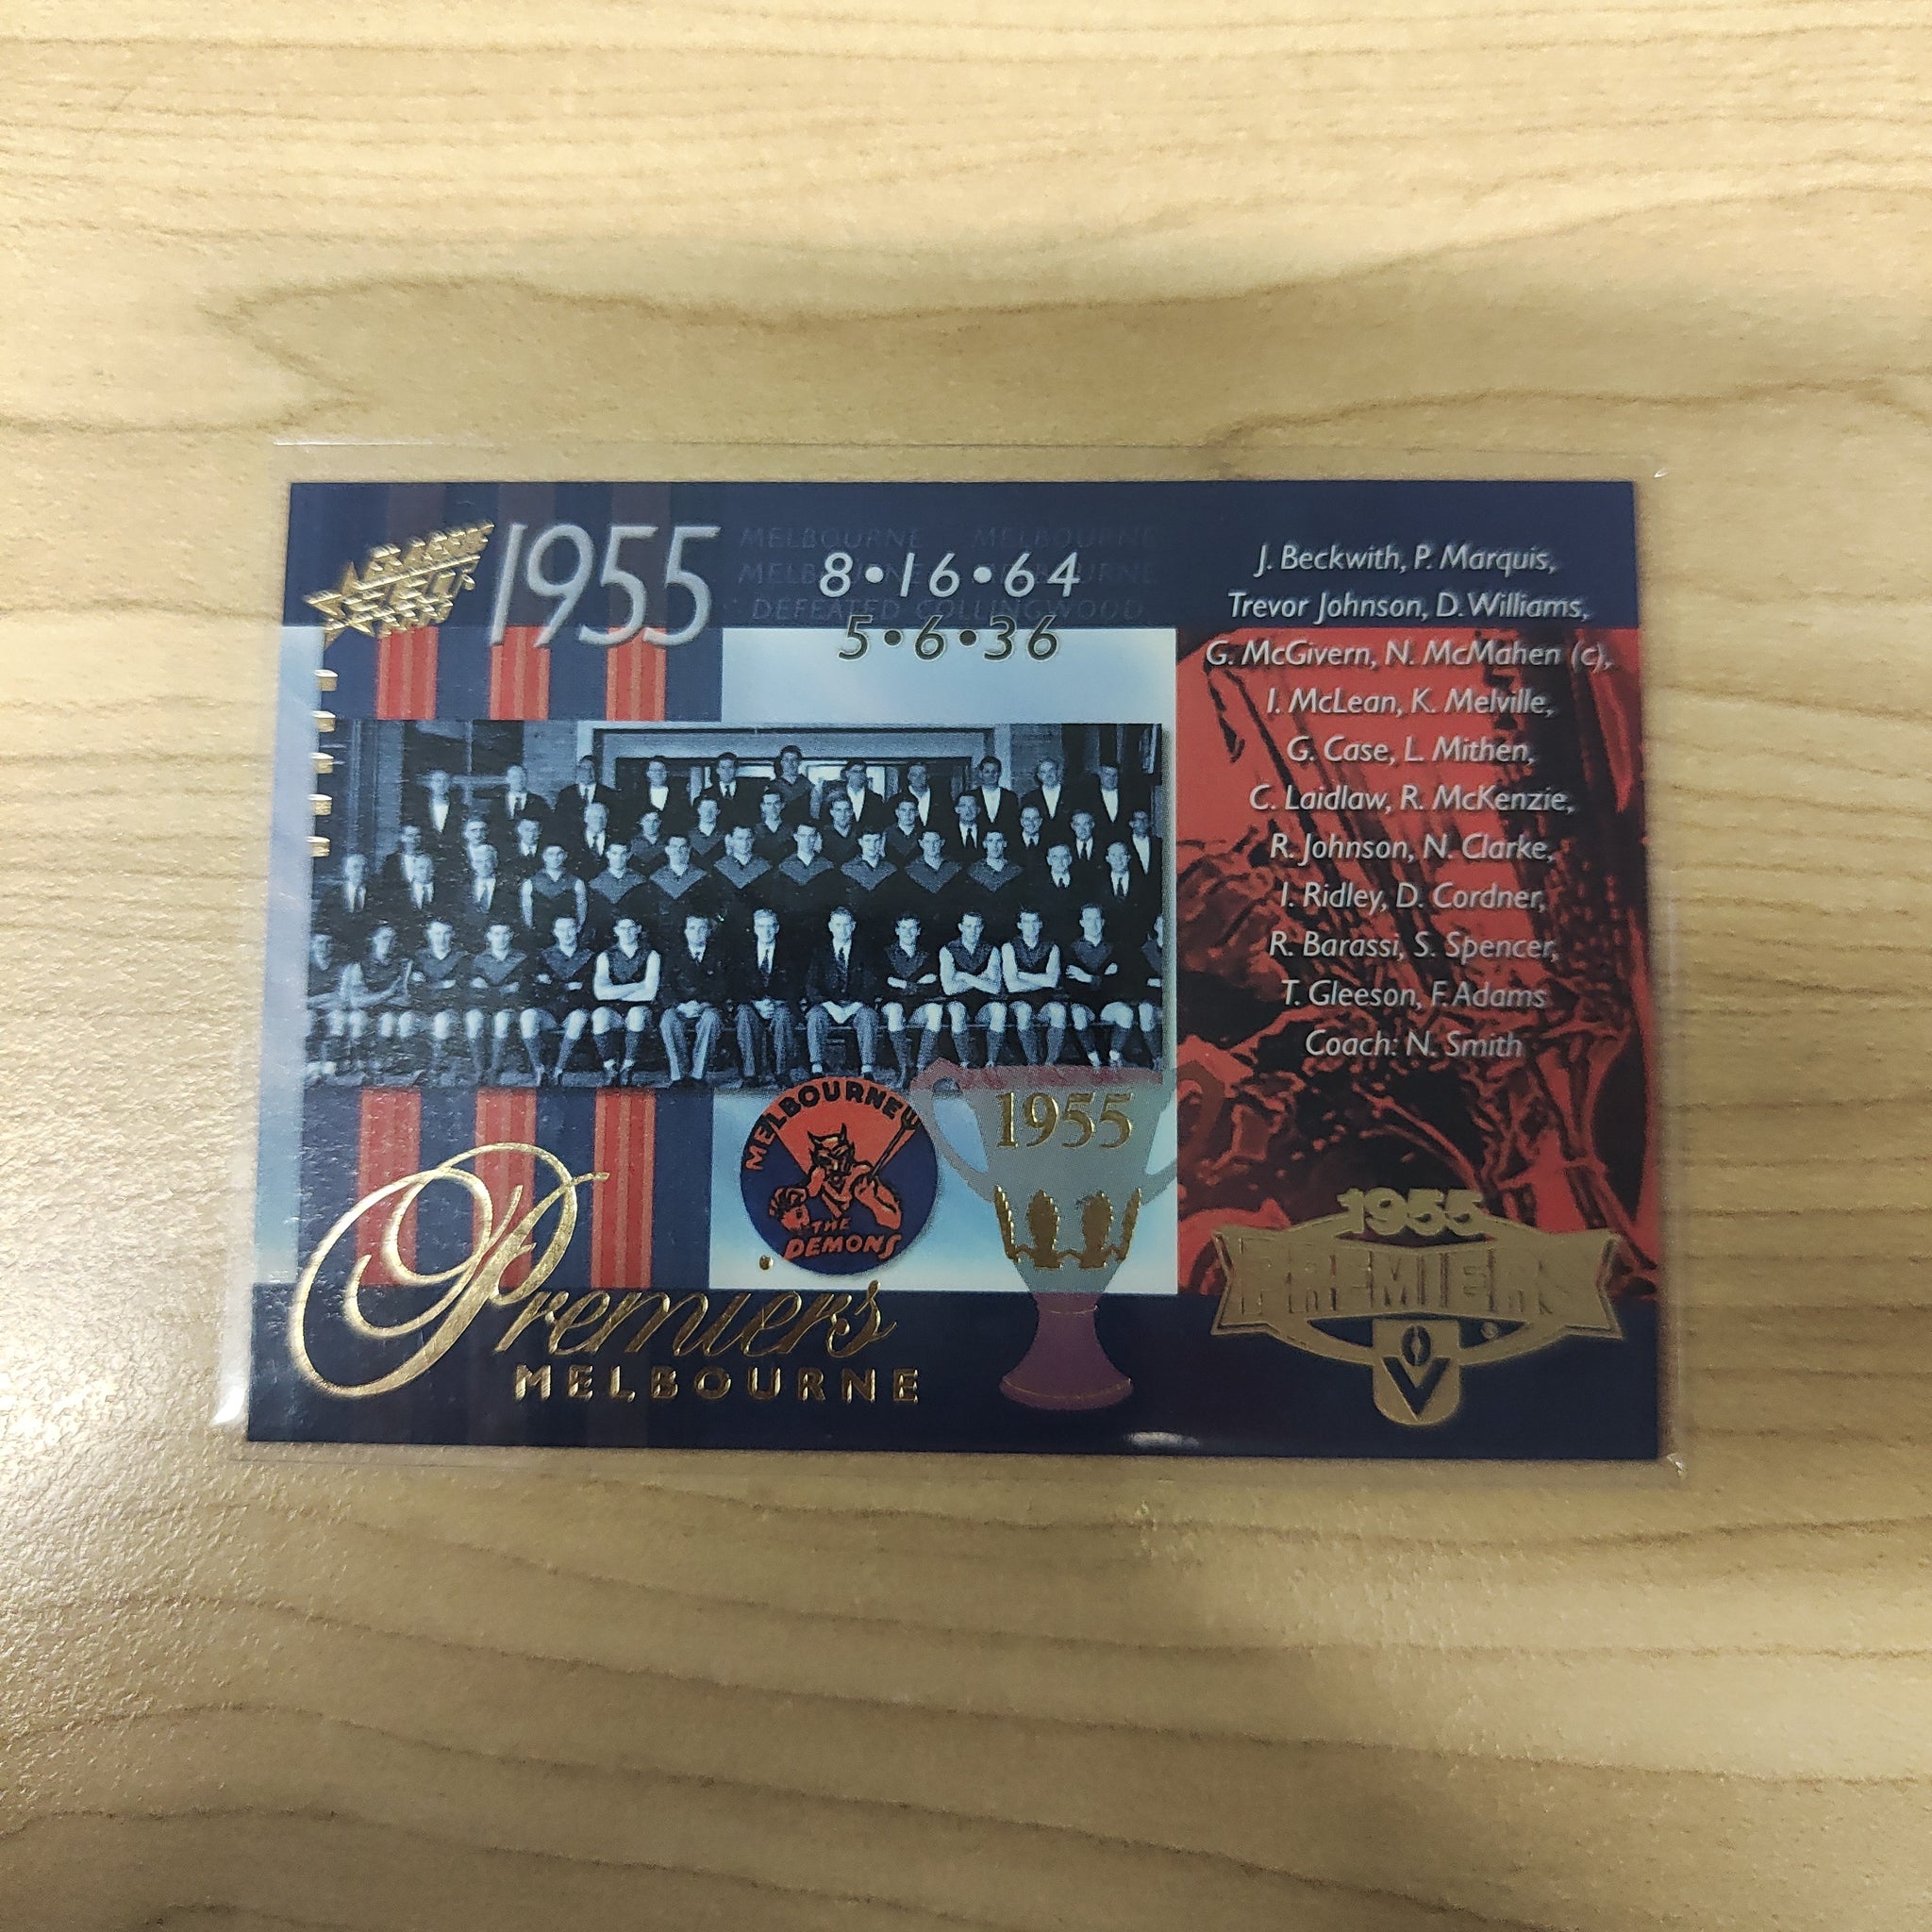 CLASSIC
SELECT
1955
MELBOURNE MELBOURNE
8•16•64
DEFEATED COLLINGWOOD
5•6•36
J. Beckwith, P. Marquis,
Trevor Johnson, D. Williams,
G. McGivern, N. McMahen (c),
I. McLean, K. Melville,
G. Case, L. Mithen,
C. Laidlaw, R. McKenzie,
R. Johnson, N. Clarke,
I. Ridley, D. Cordner,
R. Barassi, S. Spencer,
T. Gleeson, F. Adams
Coach: N. Smith
MELBOURNE
THE
DEMONS
1955
Premiers
MELBOURNE
1955
PREMIERS
V